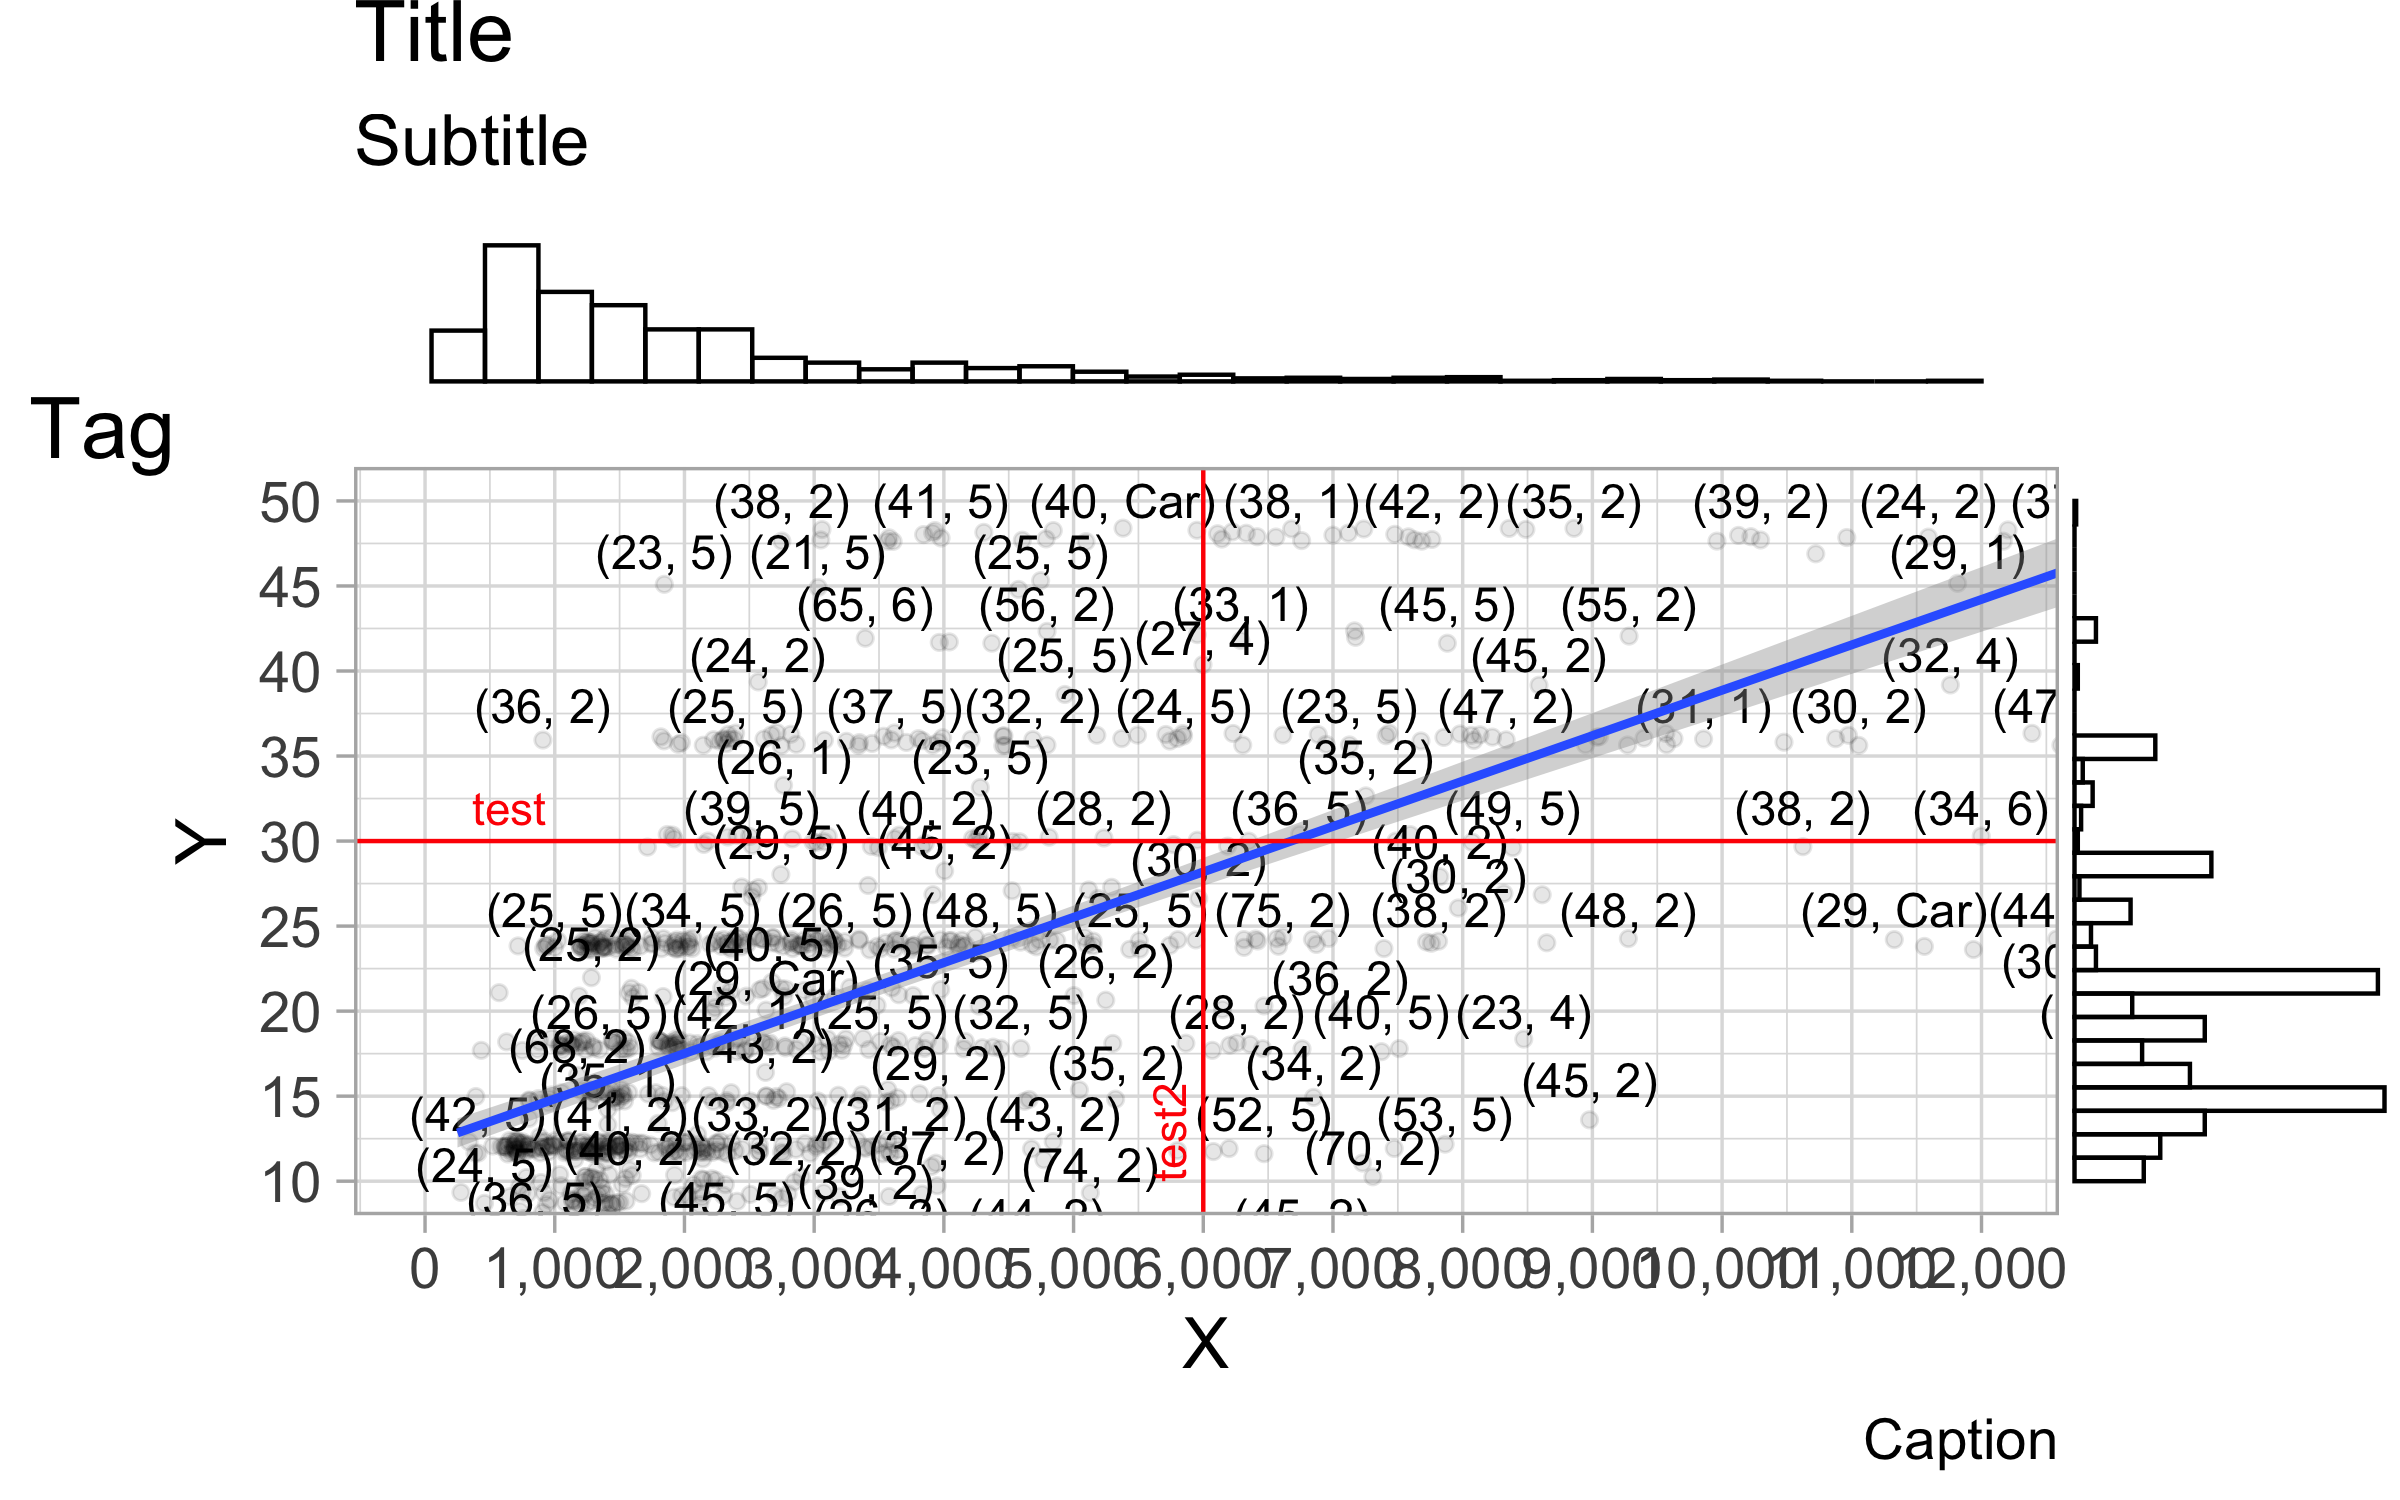 Title
Subtitle
Tag
50 (38, 2) (41, 5) (40, Car) (38, 1) (42, 2) (35, 2) (39, 2) (24, 2)
(23, 5) (21, 5) (25, 5) (29, 1)
45
(65, 6) (56, 2) (33, 1) (45, 5) (55, 2)
(27, 4)
40 (24, 2) (25, 5) (45, 2) (32, 4)
(36, 2) (25, 5) (37, 5) (32, 2) (24, 5) (23, 5) (47, 2) (31, 1) (30, 2) (47
35 (26, 1) (23, 5) (35, 2)
test (39, 5) (40, 2) (28, 2) (36, 5) (49, 5) (38, 2) (34, 6)
Y
30 (29, 5) (45, 2) (40, 2)
(30, 2)
(30, 2)
25 (25, 5) (34, 5) (26, 5) (48, 5) (25, 5) (75, 2) (38, 2) (48, 2) (29, Car) (44
(25, 2) (40, 5)
(35, 5) (26, 2) (30
(29, Car) (36, 2)
20 (26, 5) (42, 1) (25, 5) (32, 5) (28, 2) (40, 5) (23, 4) (
(68, 2) (43, 2)
(29, 2) (35, 2) (34, 2)
(35, 1) (45, 2)
15 (42, 5) (41, 2) (33, 2) (31, 2) (43, 2) (52, 5) (53, 5)
test2
(40, 2) (32, 2) (37, 2) (70, 2)
10 (24, 5) (74, 2)
(39, 2)
(36, 5) (45, 5) (44, 2) (45, 2)
0 1,000 2,000 3,000 4,000 5,000 6,000 7,000 8,000 9,000 10,000 11,000 12,000
X
Caption